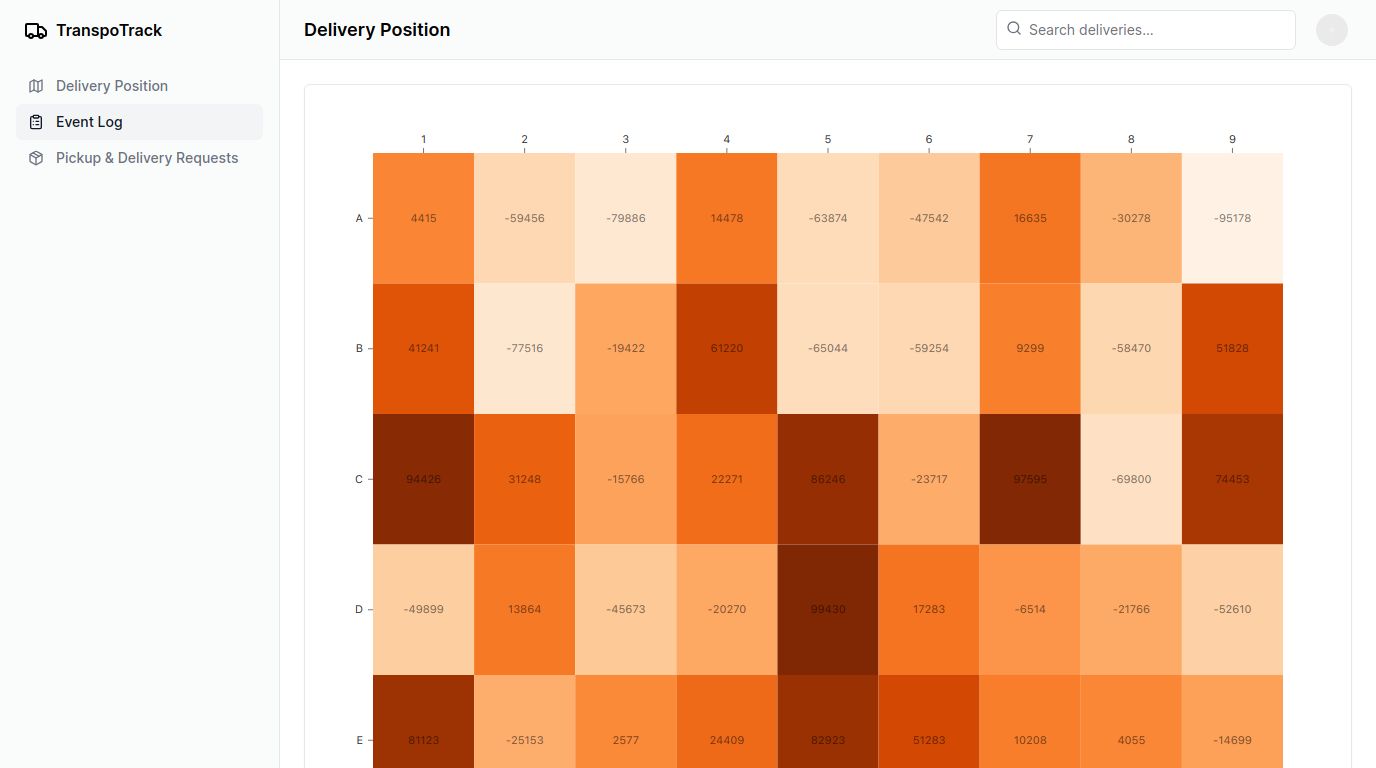 TranspoTrack
Delivery Position
Event Log
Pickup & Delivery Requests
Delivery Position
Search deliveries...
1 2 3 4 5 6 7 8 9
A 4415 -59456 -79886 14478 -63874 -47542 16635 -30278 -95178
B 41241 -77516 -19422 61220 -65044 -59254 9299 -58470 51828
C 94426 31248 -15766 22271 86246 -23717 97595 -69800 74453
D -49899 13864 -45673 -20270 99430 17283 -6514 -21766 -52610
E 81123 -25153 2577 24409 82923 51283 10208 4055 -14699